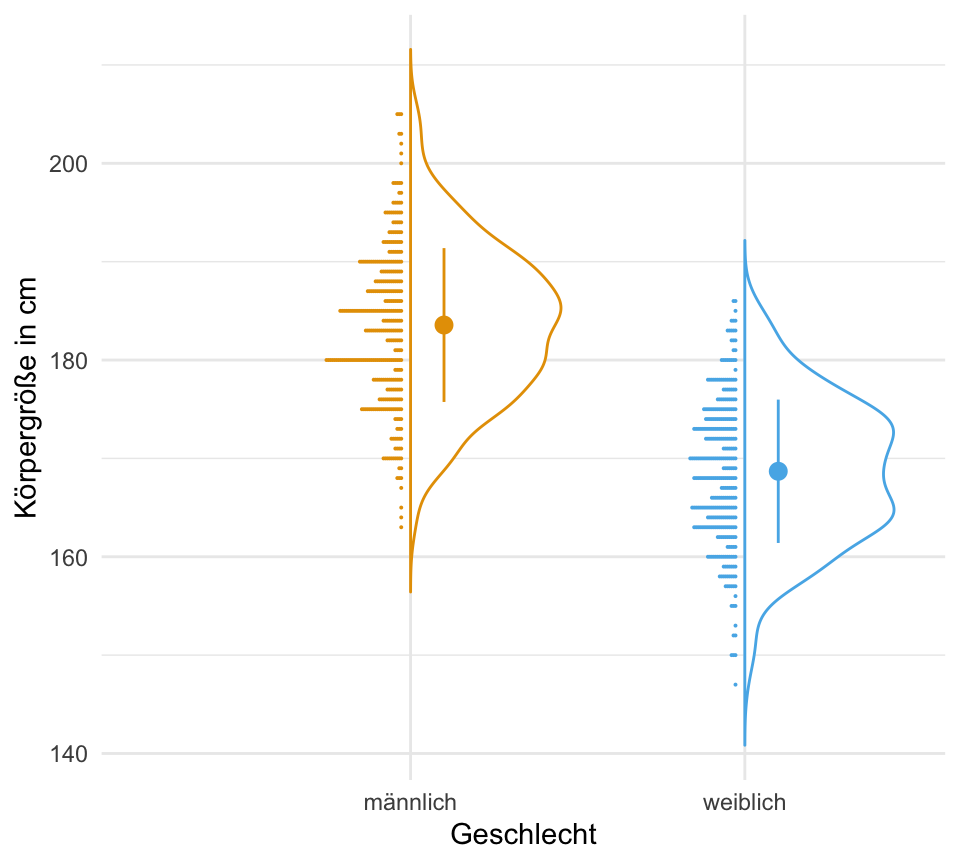 Körpergröße in cm
200
180
160
140
männlich
weiblich
Geschlecht